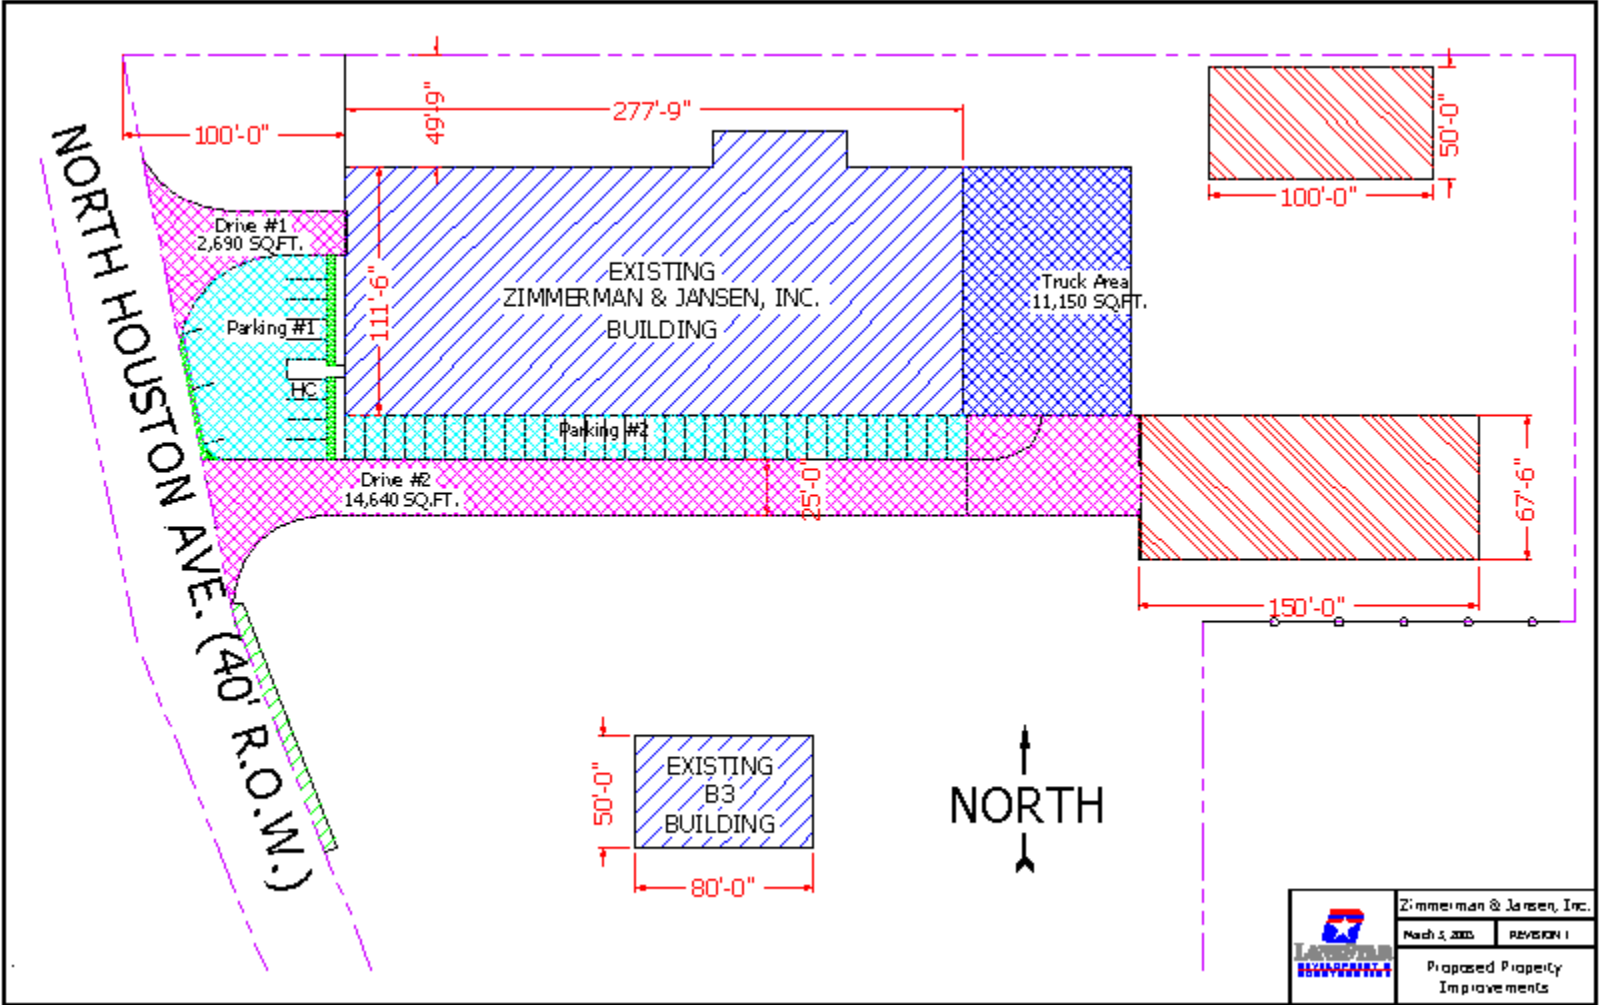 49'-9"
277'-9"
100'-0"
50'-0"
100'-0"
NORTH HOUSTON AVE. (40' R.O.W.)
Drive #1
2,690 SQ.FT.
111'-6"
EXISTING
ZIMMERMAN & JANSEN, INC.
BUILDING
Truck Area
11,150 SQ.FT.
Parking #1
HC
Parking #2
Drive #2
14,640 SQ.FT.
25'-0"
67'-6"
150'-0"
50'-0"
EXISTING
B3
BUILDING
80'-0"
NORTH
Zimmerman & Jansen, Inc.
REVISION 1
Proposed Property
Improvements